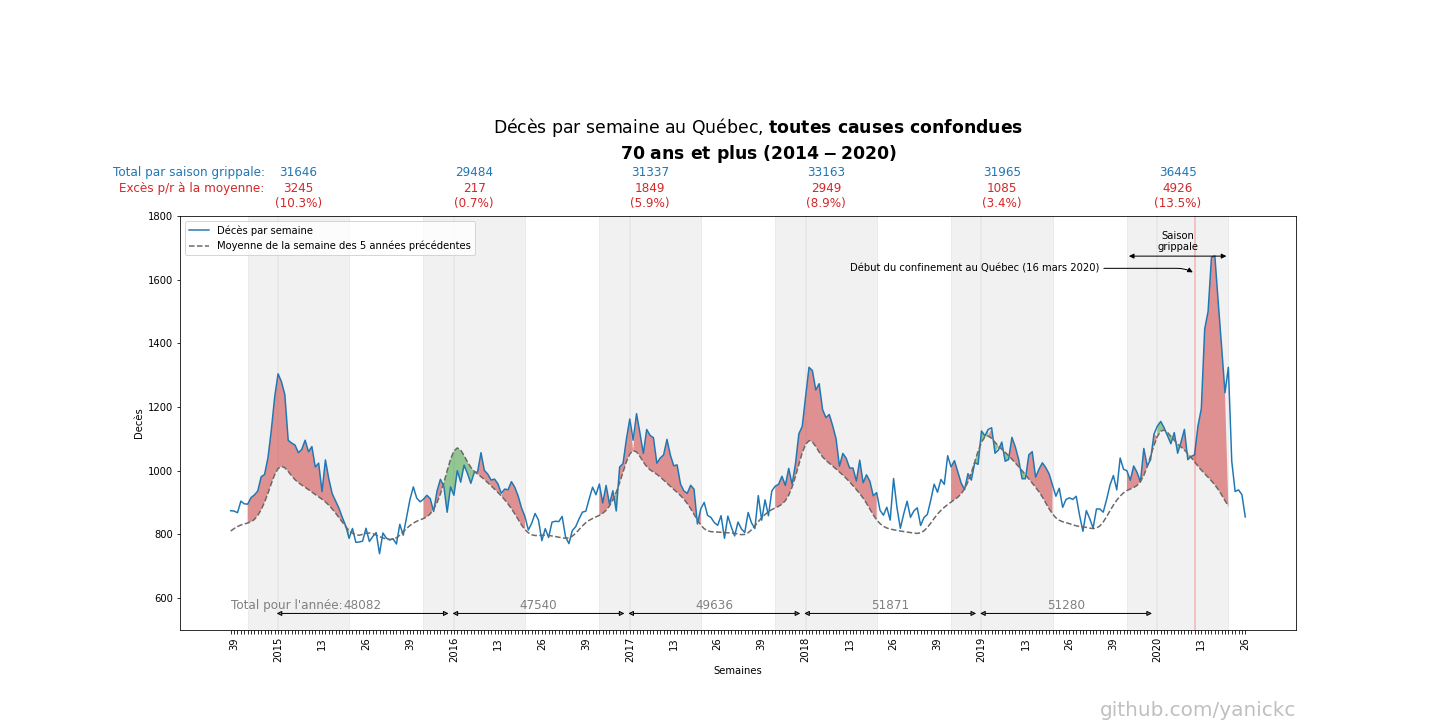 Décès par semaine au Québec, toutes causes confondues
70 ans et plus (2014 – 2020)
Total par saison grippale: 31646 29484 31337 33163 31965 36445
Excès p/r à la moyenne: 3245 217 1849 2949 1085 4926
(10.3%) (0.7%) (5.9%) (8.9%) (3.4%) (13.5%)
1800
Décès par semaine
Moyenne de la semaine des 5 années précédentes
Saison
grippale
Début du confinement au Québec (16 mars 2020)
1600
1400
1200
1000
800
600
Decès
Total pour l'année: 48082 47540 49636 51871 51280
39 2015 13 26 39 2016 13 26 39 2017 13 26 39 2018 13 26 39 2019 13 26 39 2020 13 26
Semaines
github.com/yanickc